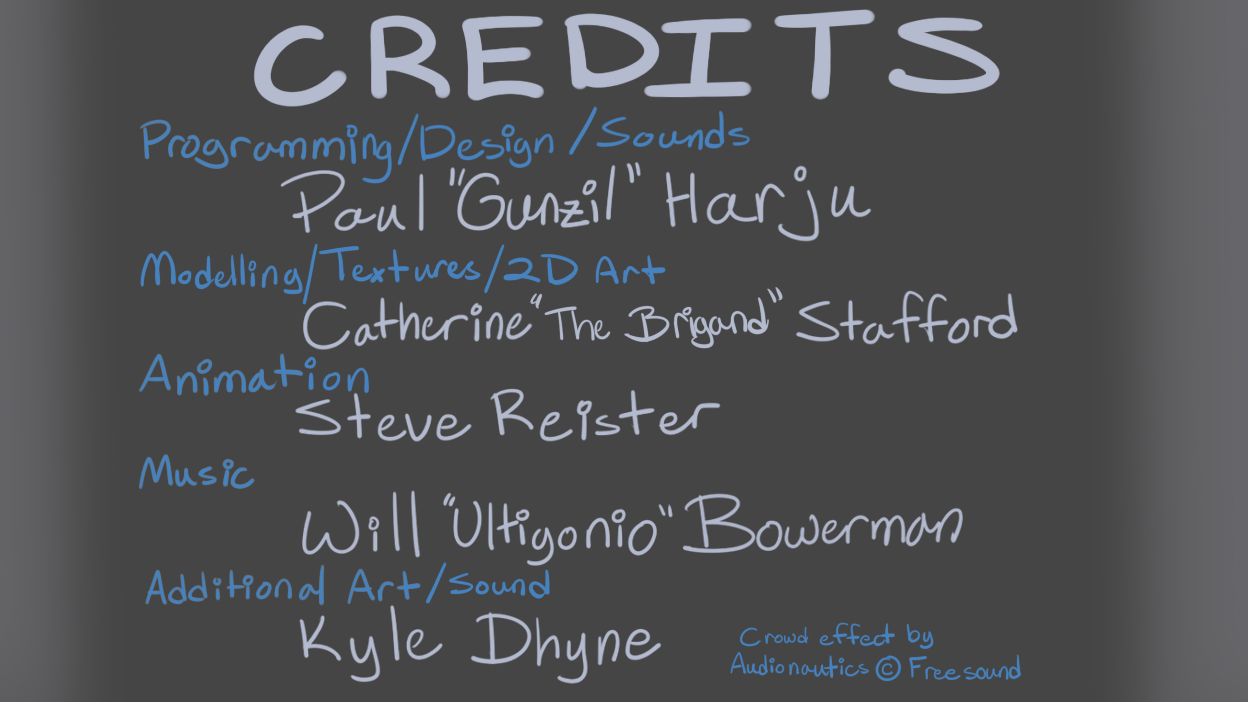 CREDITS
Programming/Design/Sounds
Paul "Gunzil" Harju
Modelling/Textures/2D Art
Catherine "The Brigand" Stafford
Animation
Steve Reister
Music
Will "Ultigonio" Bowerman
Additional Art/Sound
Kyle Dhyne
Crowd effect by
Audionautics © Freesound